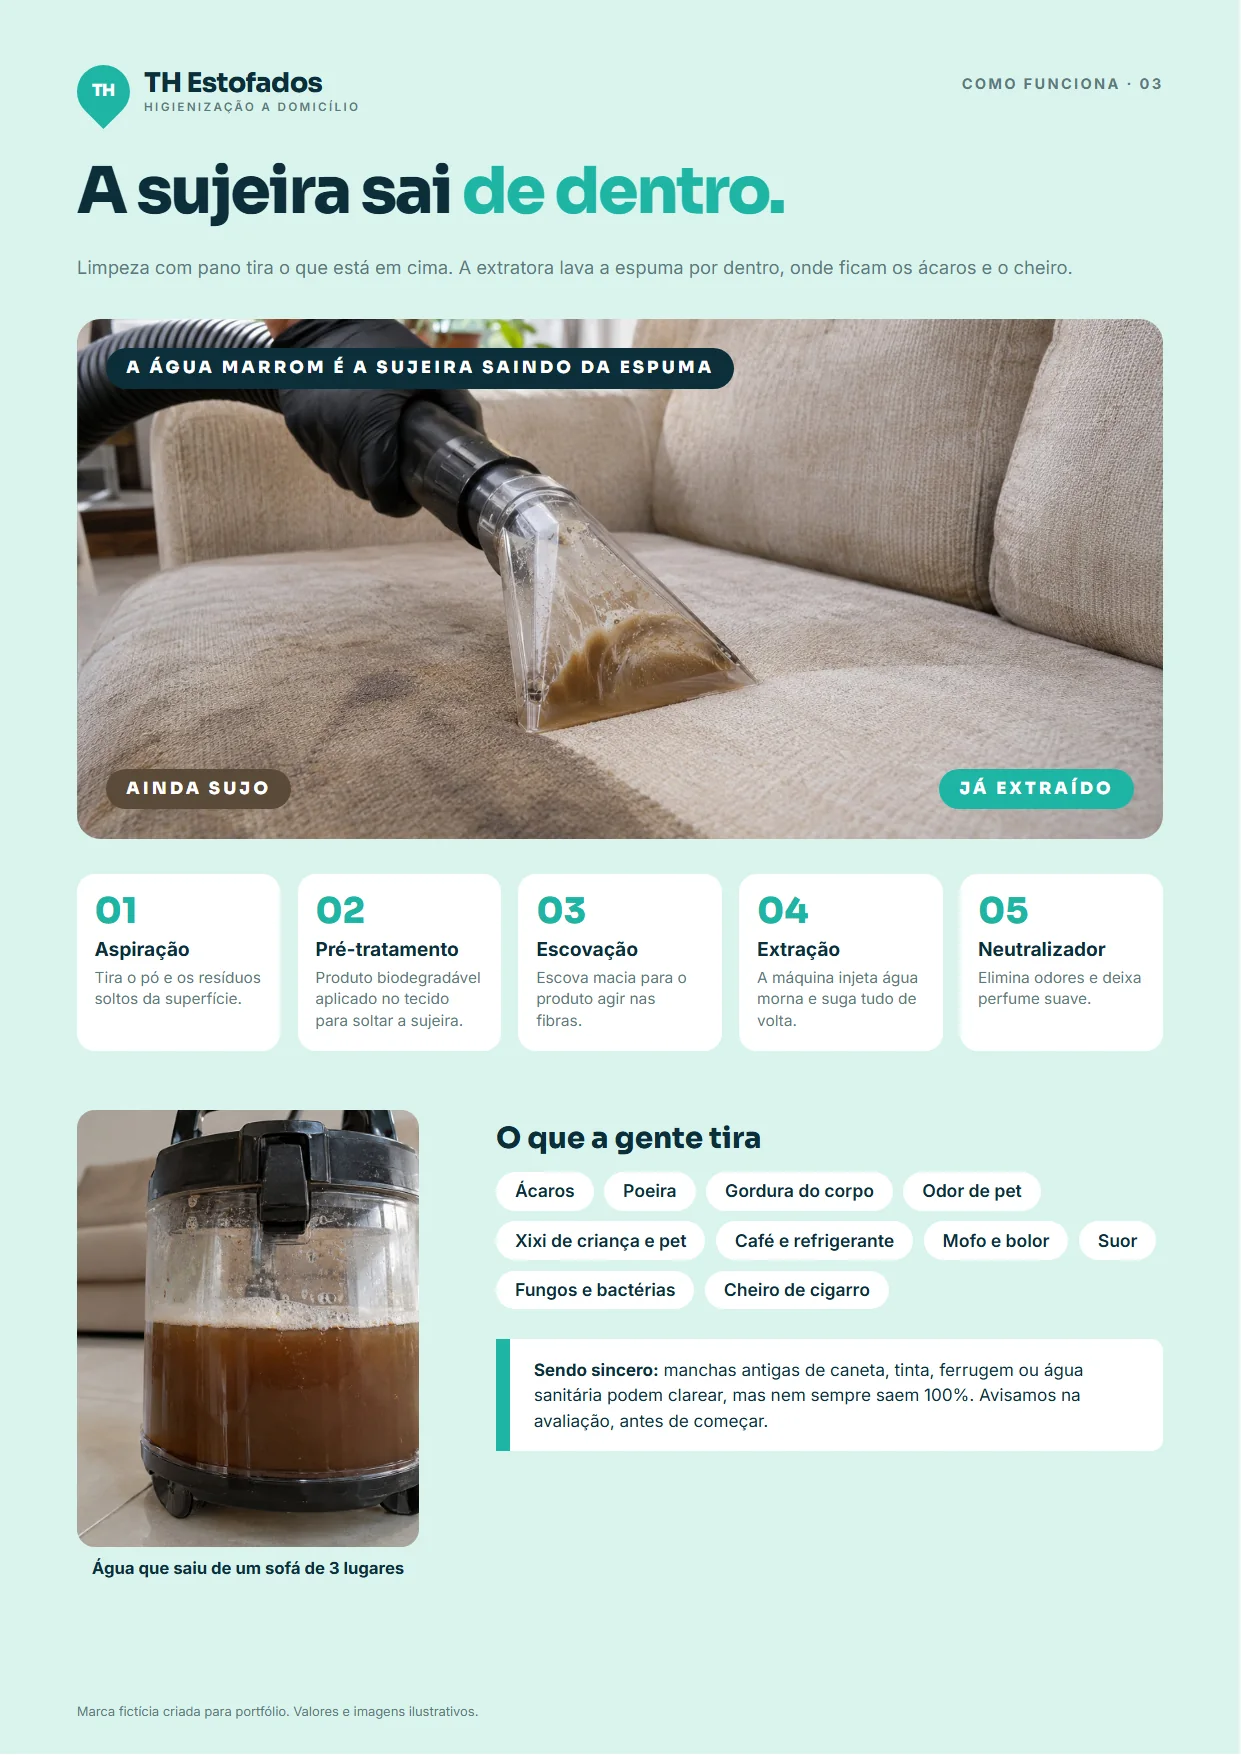 TH
TH Estofados
HIGIENIZAÇÃO A DOMICÍLIO
COMO FUNCIONA · 03
A sujeira sai de dentro.
Limpeza com pano tira o que está em cima. A extratora lava a espuma por dentro, onde ficam os ácaros e o cheiro.
A ÁGUA MARROM É A SUJEIRA SAINDO DA ESPUMA
AINDA SUJO
JÁ EXTRAÍDO
01
Aspiração
Tira o pó e os resíduos
soltos da superfície.
02
Pré-tratamento
Produto biodegradável
aplicado no tecido
para soltar a sujeira.
03
Escovação
Escova macia para o
produto agir nas
fibras.
04
Extração
A máquina injeta água
morna e suga tudo de
volta.
05
Neutralizador
Elimina odores e deixa
perfume suave.
Água que saiu de um sofá de 3 lugares
O que a gente tira
Ácaros
Poeira
Gordura do corpo
Odor de pet
Xixi de criança e pet
Café e refrigerante
Mofo e bolor
Suor
Fungos e bactérias
Cheiro de cigarro
Sendo sincero: manchas antigas de caneta, tinta, ferrugem ou água
sanitária podem clarear, mas nem sempre saem 100%. Avisamos na
avaliação, antes de começar.
Marca fictícia criada para portfólio. Valores e imagens ilustrativos.